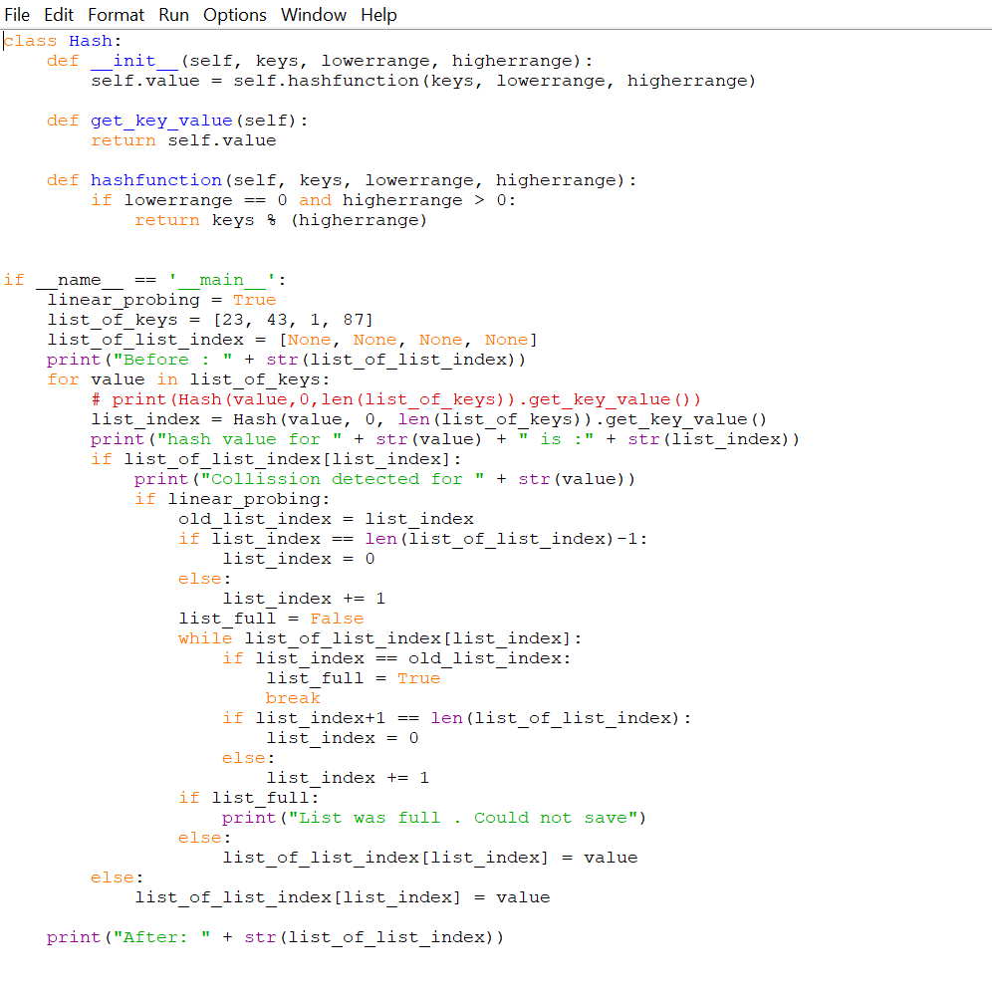 File Edit Format Run Options Window Help
class Hash:
    def __init__(self, keys, lowerrange, higherrange):
        self.value = self.hashfunction(keys, lowerrange, higherrange)

    def get_key_value(self):
        return self.value

    def hashfunction(self, keys, lowerrange, higherrange):
        if lowerrange == 0 and higherrange > 0:
            return keys % (higherrange)


if __name__ == '__main__':
    linear_probing = True
    list_of_keys = [23, 43, 1, 87]
    list_of_list_index = [None, None, None, None]
    print("Before : " + str(list_of_list_index))
    for value in list_of_keys:
        # print(Hash(value,0,len(list_of_keys)).get_key_value())
        list_index = Hash(value, 0, len(list_of_keys)).get_key_value()
        print("hash value for " + str(value) + " is :" + str(list_index))
        if list_of_list_index[list_index]:
            print("Collission detected for " + str(value))
            if linear_probing:
                old_list_index = list_index
                if list_index == len(list_of_list_index)-1:
                    list_index = 0
                else:
                    list_index += 1
                list_full = False
                while list_of_list_index[list_index]:
                    if list_index == old_list_index:
                        list_full = True
                        break
                    if list_index+1 == len(list_of_list_index):
                        list_index = 0
                    else:
                        list_index += 1
                if list_full:
                    print("List was full . Could not save")
                else:
                    list_of_list_index[list_index] = value
        else:
            list_of_list_index[list_index] = value

    print("After: " + str(list_of_list_index))